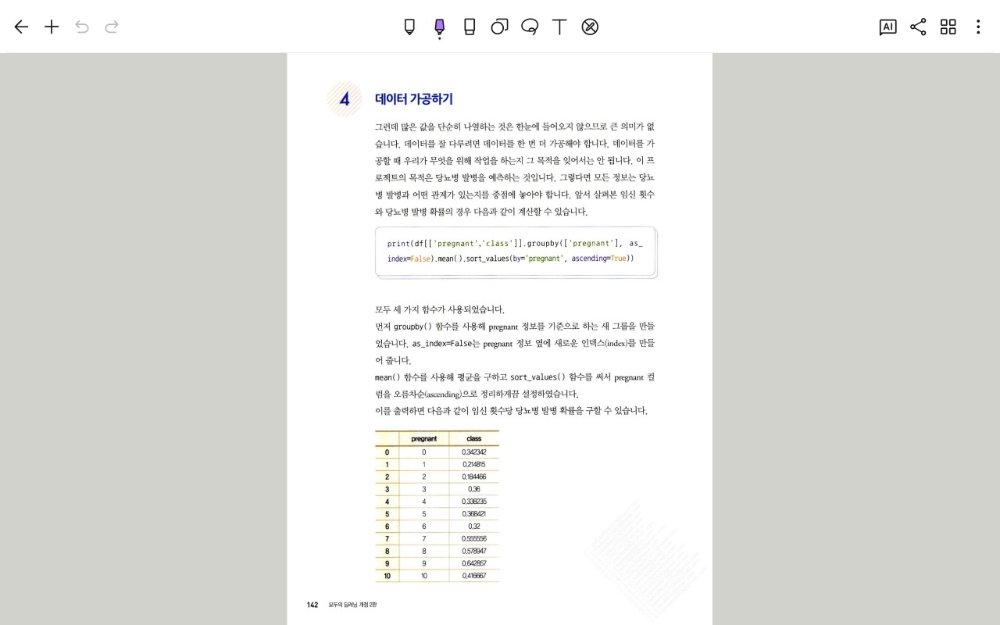 AI
4 데이터 가공하기
그런데 많은 값을 단순히 나열하는 것은 한눈에 들어오지 않으므로 큰 의미가 없
습니다. 데이터를 잘 다루려면 데이터를 한 번 더 가공해야 합니다. 데이터를 가
공할 때 우리가 무엇을 위해 작업을 하는지 그 목적을 잊어서는 안 됩니다. 이 프
로젝트의 목적은 당뇨병 발병을 예측하는 것입니다. 그렇다면 모든 정보는 당뇨
병 발병과 어떤 관계가 있는지를 중점에 놓아야 합니다. 앞서 살펴본 임신 횟수
와 당뇨병 발병 확률의 경우 다음과 같이 계산할 수 있습니다.
print(df[['pregnant','class']].groupby(['pregnant'], as_
index=False).mean().sort_values(by='pregnant', ascending=True))
모두 세 가지 함수가 사용되었습니다.
먼저 groupby() 함수를 사용해 pregnant 정보를 기준으로 하는 새 그룹을 만들
었습니다. as_index=False는 pregnant 정보 옆에 새로운 인덱스(index)를 만들
어 줍니다.
mean() 함수를 사용해 평균을 구하고 sort_values() 함수를 써서 pregnant 컬
럼을 오름차순(ascending)으로 정리하게끔 설정하였습니다.
이를 출력하면 다음과 같이 임신 횟수당 당뇨병 발병 확률을 구할 수 있습니다.
pregnant class
0 0 0.342342
1 1 0.214815
2 2 0.184466
3 3 0.36
4 4 0.338235
5 5 0.368421
6 6 0.32
7 7 0.555556
8 8 0.578947
9 9 0.642857
10 10 0.416667
142 모두의 딥러닝 개정 2판